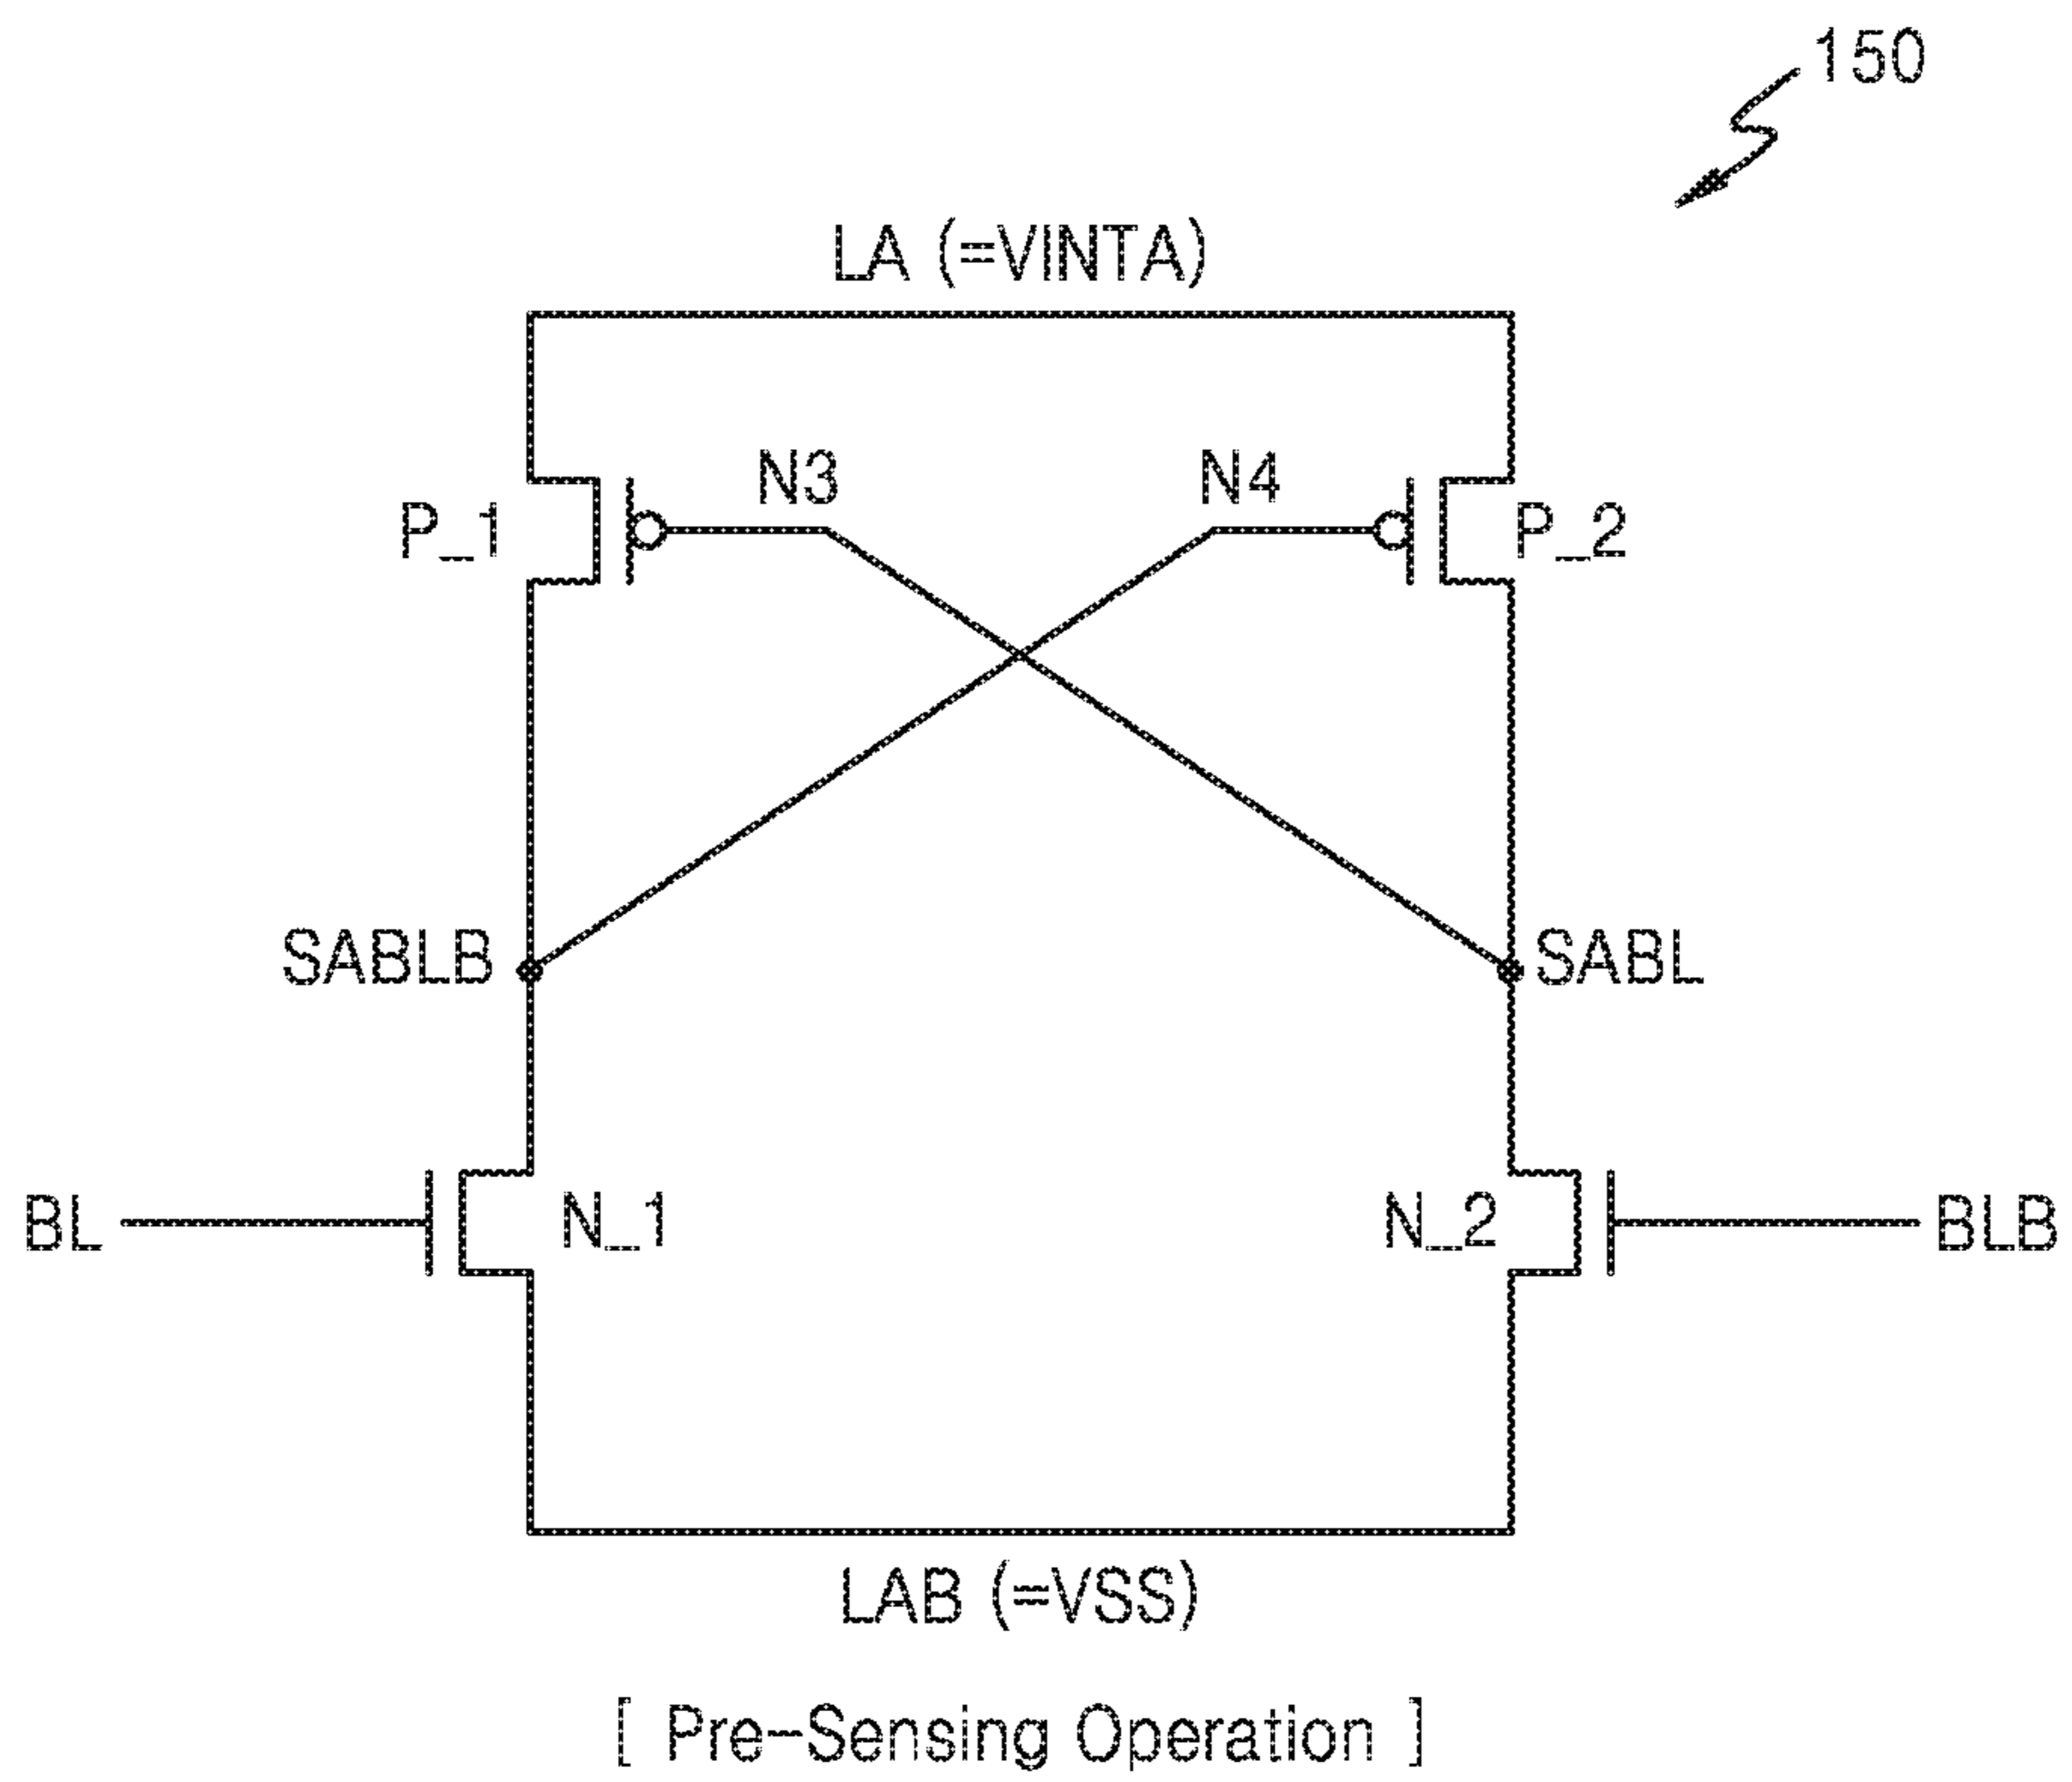 150
LA (=VINTA)
N3
N4
P_1
P_2
SABLB
SABL
BL
N_1
N_2
BLB
LAB (=VSS)
[ Pre-Sensing Operation ]